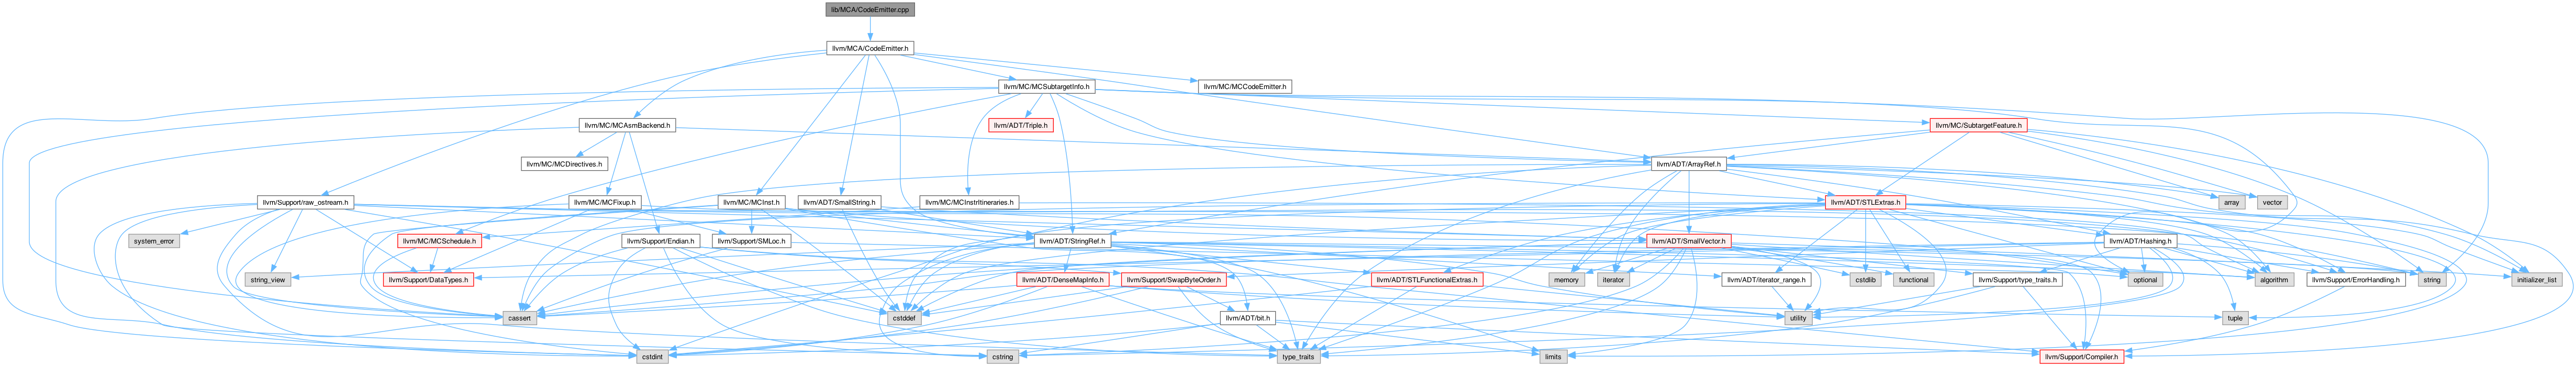 lib/MCA/CodeEmitter.cpp
llvm/MCA/CodeEmitter.h
llvm/MC/MCSubtargetInfo.h
llvm/MC/MCCodeEmitter.h
llvm/MC/MCAsmBackend.h
llvm/ADT/Triple.h
llvm/MC/SubtargetFeature.h
llvm/MC/MCDirectives.h
llvm/ADT/ArrayRef.h
llvm/Support/raw_ostream.h
llvm/MC/MCFixup.h
llvm/MC/MCInst.h
llvm/ADT/SmallString.h
llvm/MC/MCInstrItineraries.h
llvm/ADT/STLExtras.h
array
vector
system_error
llvm/MC/MCSchedule.h
llvm/Support/Endian.h
llvm/Support/SMLoc.h
llvm/ADT/StringRef.h
llvm/ADT/SmallVector.h
llvm/ADT/Hashing.h
string_view
llvm/Support/DataTypes.h
llvm/ADT/DenseMapInfo.h
llvm/Support/SwapByteOrder.h
llvm/ADT/STLFunctionalExtras.h
memory
iterator
llvm/ADT/iterator_range.h
cstdlib
functional
llvm/Support/type_traits.h
optional
algorithm
llvm/Support/ErrorHandling.h
string
initializer_list
cassert
cstddef
llvm/ADT/bit.h
utility
tuple
cstdint
cstring
type_traits
limits
llvm/Support/Compiler.h